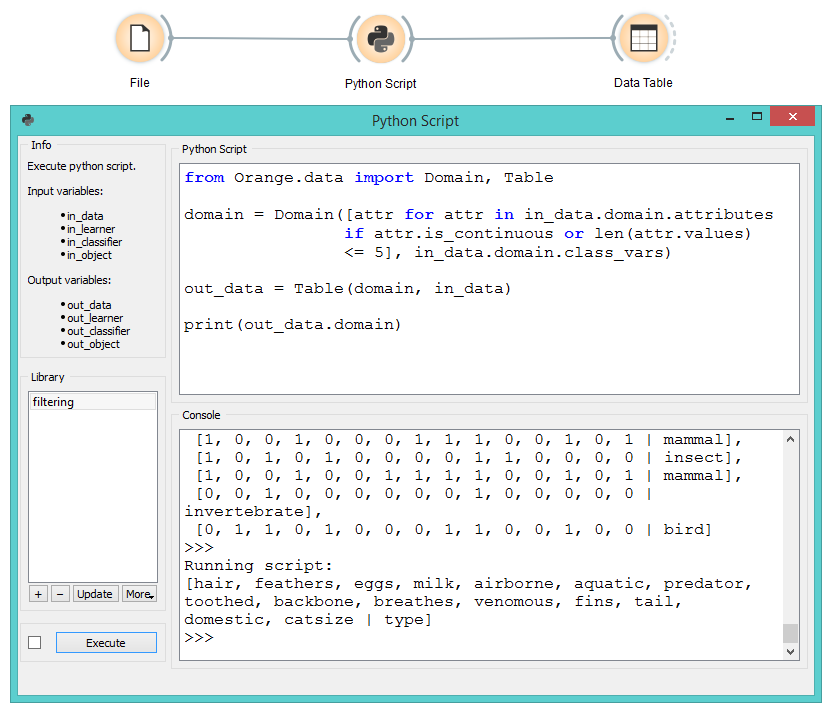 File
Python Script
Data Table
Python Script
Info
Execute python script.
Input variables:
•in_data
•in_learner
•in_classifier
•in_object
Output variables:
•out_data
•out_learner
•out_classifier
•out_object
Library
filtering
+ − Update More
Execute
Python Script
from Orange.data import Domain, Table
domain = Domain([attr for attr in in_data.domain.attributes
if attr.is_continuous or len(attr.values)
<= 5], in_data.domain.class_vars)
out_data = Table(domain, in_data)
print(out_data.domain)
Console
[1, 0, 0, 1, 0, 0, 0, 1, 1, 1, 0, 0, 1, 0, 1 | mammal],
[1, 0, 1, 0, 1, 0, 0, 0, 0, 1, 1, 0, 0, 0, 0 | insect],
[1, 0, 0, 1, 0, 0, 1, 1, 1, 1, 0, 0, 1, 0, 1 | mammal],
[0, 0, 1, 0, 0, 0, 0, 0, 0, 1, 0, 0, 0, 0, 0 |
invertebrate],
[0, 1, 1, 0, 1, 0, 0, 0, 1, 1, 0, 0, 1, 0, 0 | bird]
>>>
Running script:
[hair, feathers, eggs, milk, airborne, aquatic, predator,
toothed, backbone, breathes, venomous, fins, tail,
domestic, catsize | type]
>>>